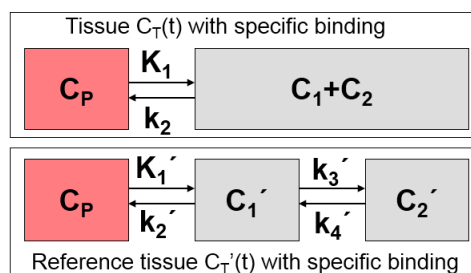 Tissue C_T(t) with specific binding
C_P
K_1
k_2
C_1+C_2
C_P
K_1´
k_2´
C_1´
k_3´
k_4´
C_2´
Reference tissue C_T'(t) with specific binding